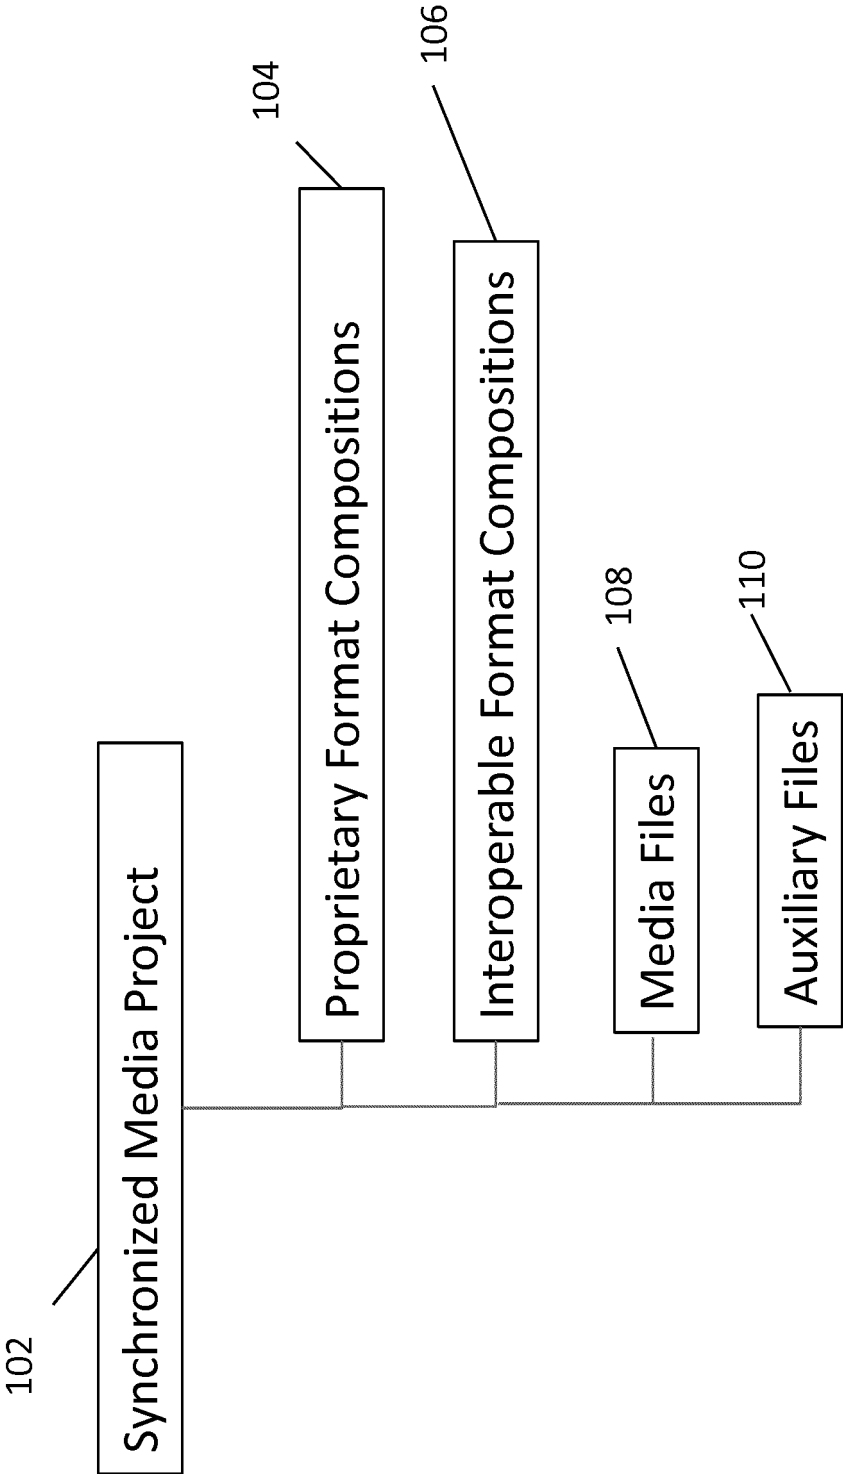 102
Synchronized Media Project
104
Proprietary Format Compositions
106
Interoperable Format Compositions
108
Media Files
110
Auxiliary Files